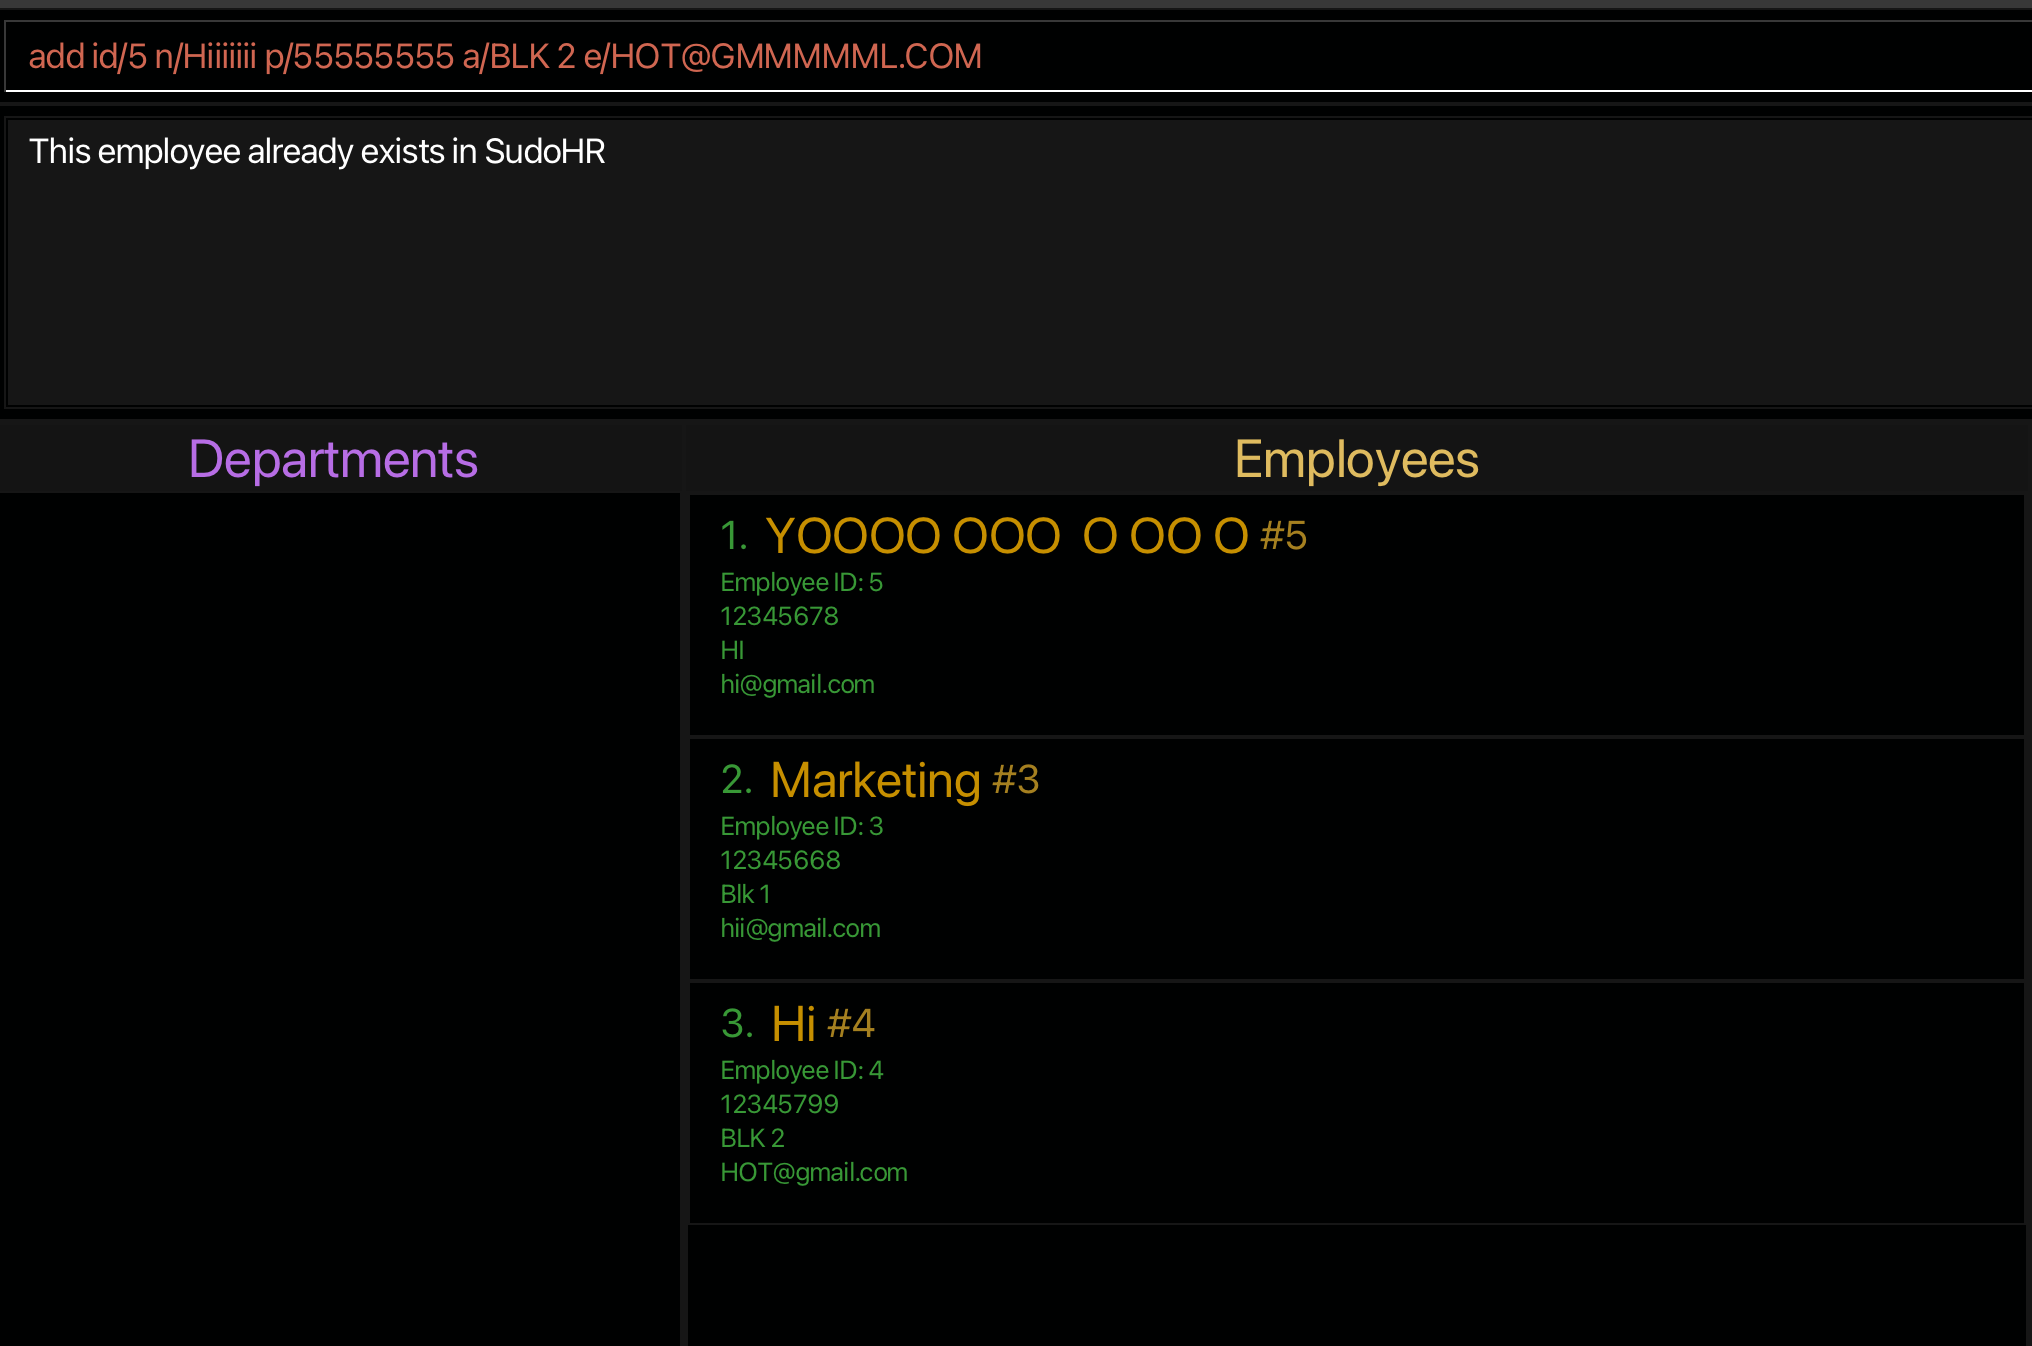 add id/5 n/Hiiiiiii p/55555555 a/BLK 2 e/HOT@GMMMMML.COM
This employee already exists in SudoHR
Departments
Employees
1. YOOOO OOO  O OO O #5
Employee ID: 5
12345678
HI
hi@gmail.com
2. Marketing #3
Employee ID: 3
12345668
Blk 1
hii@gmail.com
3. Hi #4
Employee ID: 4
12345799
BLK 2
HOT@gmail.com